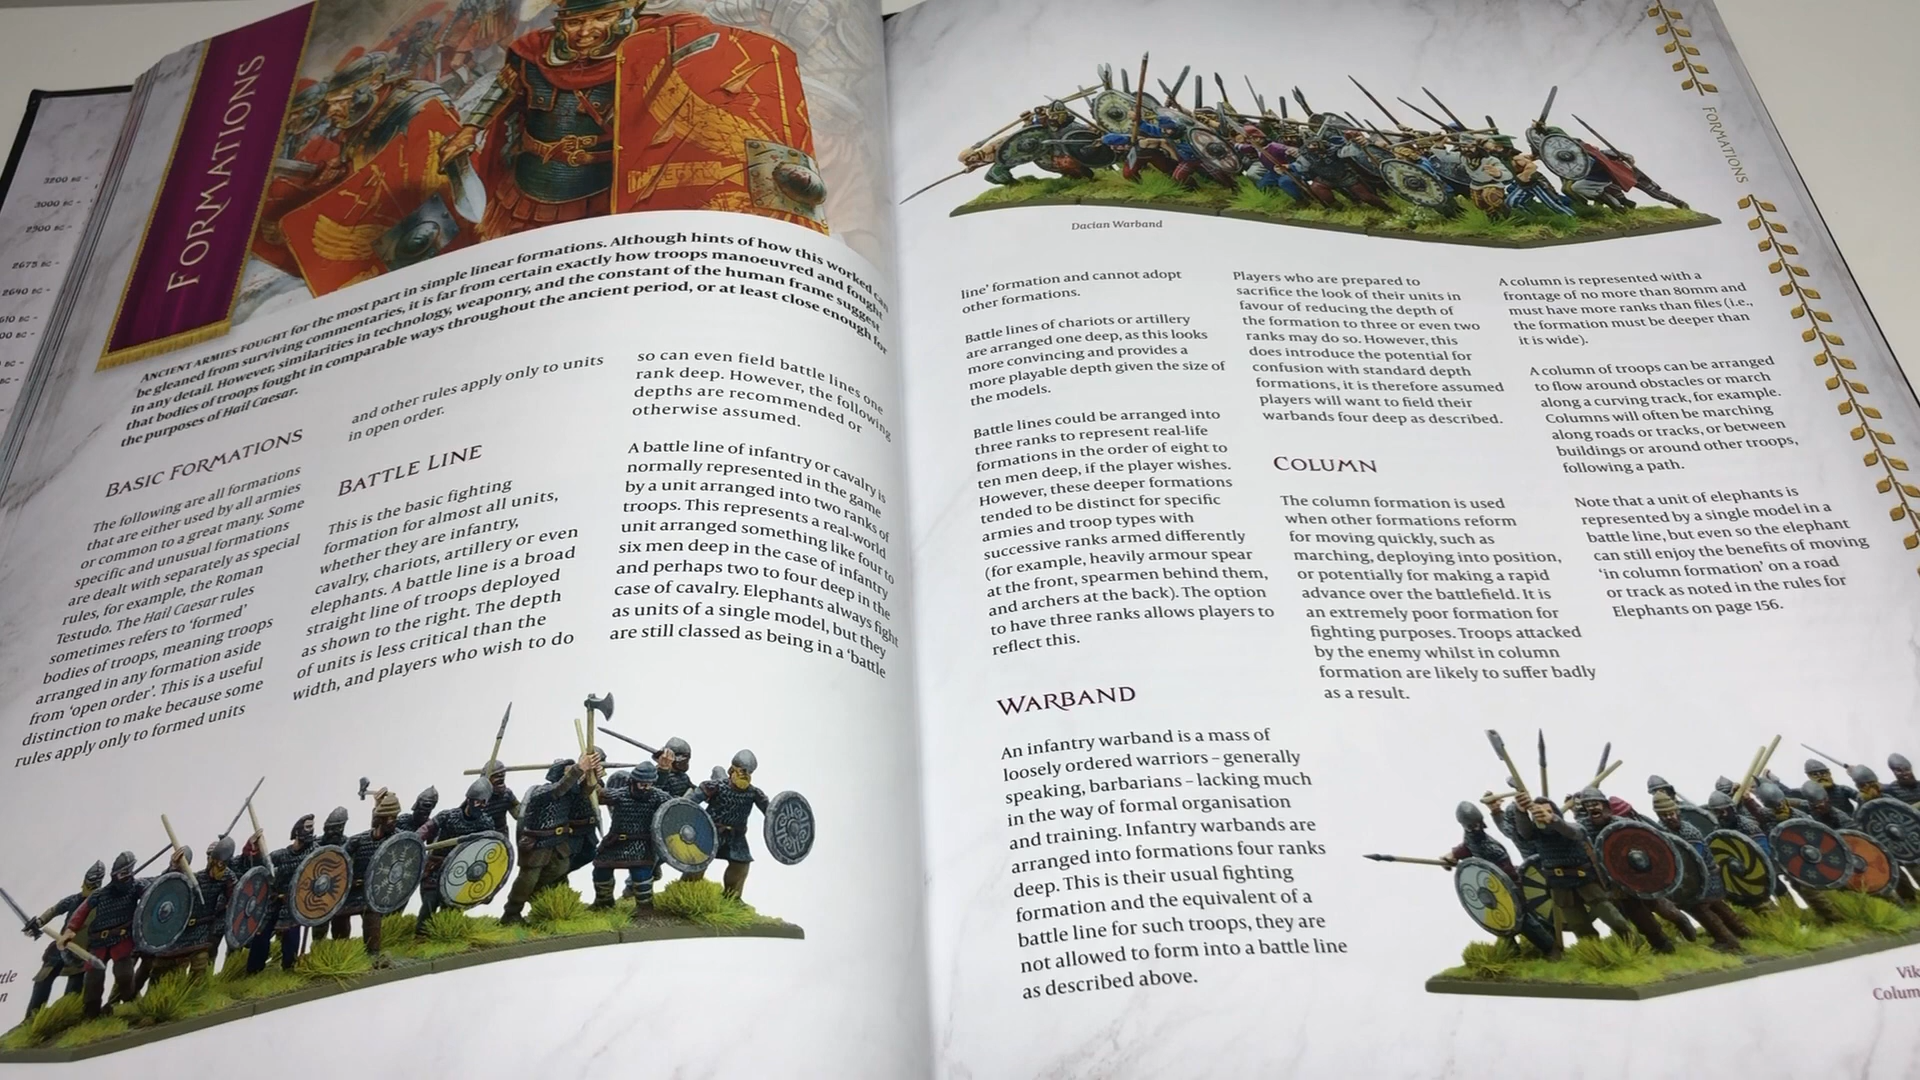 3200 BC -
3000 BC -
2500 BC -
2675 BC -
2640 BC -
FORMATIONS
ANCIENT ARMIES FOUGHT for the most part in simple linear formations. Although hints of how this worked can
be gleaned from surviving commentaries, it is far from certain exactly how troops manoeuvred and fought
in any detail. However, similarities in technology, weaponry, and the constant of the human frame suggest
that bodies of troops fought in comparable ways throughout the ancient period, or at least close enough for
the purposes of Hail Caesar.
BASIC FORMATIONS
The following are all formations
that are either used by all armies
or common to a great many. Some
specific and unusual formations
are dealt with separately as special
rules, for example, the Roman
Testudo. The Hail Caesar rules
sometimes refers to 'formed'
bodies of troops, meaning troops
arranged in any formation aside
from 'open order'. This is a useful
distinction to make because some
rules apply only to formed units
and other rules apply only to units
in open order.
BATTLE LINE
This is the basic fighting
formation for almost all units,
whether they are infantry,
cavalry, chariots, artillery or even
elephants. A battle line is a broad
straight line of troops deployed
as shown to the right. The depth
of units is less critical than the
width, and players who wish to do
so can even field battle lines one
rank deep. However, the following
depths are recommended or
otherwise assumed.
A battle line of infantry or cavalry is
normally represented in the game
by a unit arranged into two ranks of
troops. This represents a real-world
unit arranged something like four to
six men deep in the case of infantry
and perhaps two to four deep in the
case of cavalry. Elephants always fight
as units of a single model, but they
are still classed as being in a 'battle
Dacian Warband
line' formation and cannot adopt
other formations.
Battle lines of chariots or artillery
are arranged one deep, as this looks
more convincing and provides a
more playable depth given the size of
the models.
Battle lines could be arranged into
three ranks to represent real-life
formations in the order of eight to
ten men deep, if the player wishes.
However, these deeper formations
tended to be distinct for specific
armies and troop types with
successive ranks armed differently
(for example, heavily armour spear
at the front, spearmen behind them,
and archers at the back). The option
to have three ranks allows players to
reflect this.
WARBAND
An infantry warband is a mass of
loosely ordered warriors – generally
speaking, barbarians – lacking much
in the way of formal organisation
and training. Infantry warbands are
arranged into formations four ranks
deep. This is their usual fighting
formation and the equivalent of a
battle line for such troops, they are
not allowed to form into a battle line
as described above.
Players who are prepared to
sacrifice the look of their units in
favour of reducing the depth of
the formation to three or even two
ranks may do so. However, this
does introduce the potential for
confusion with standard depth
formations, it is therefore assumed
players will want to field their
warbands four deep as described.
COLUMN
The column formation is used
when other formations reform
for moving quickly, such as
marching, deploying into position,
or potentially for making a rapid
advance over the battlefield. It is
an extremely poor formation for
fighting purposes. Troops attacked
by the enemy whilst in column
formation are likely to suffer badly
as a result.
A column is represented with a
frontage of no more than 80mm and
must have more ranks than files (i.e.,
the formation must be deeper than
it is wide).
A column of troops can be arranged
to flow around obstacles or march
along a curving track, for example.
Columns will often be marching
along roads or tracks, or between
buildings or around other troops,
following a path.
Note that a unit of elephants is
represented by a single model in a
battle line, but even so the elephant
can still enjoy the benefits of moving
'in column formation' on a road
or track as noted in the rules for
Elephants on page 156.
FORMATIONS
Vik
Colum